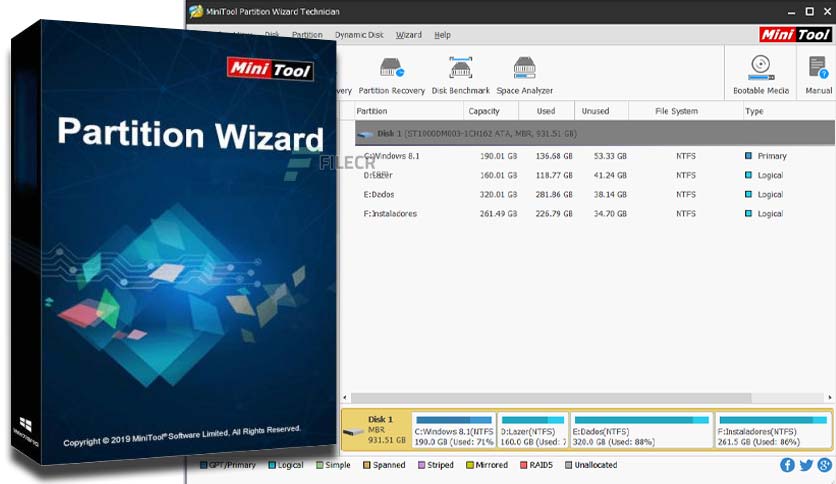 MiniTool Partition Wizard Technician
Disk Partition Dynamic Disk Wizard Help
Mini Tool
Mini Tool
Partition Wizard
FILECR
Partition Recovery Disk Benchmark Space Analyzer Bootable Media Manual
Partition Capacity Used Unused File System Type
Disk 1 (ST1000DM003-1CH162 ATA, MBR, 931.51 GB)
C:Windows 8.1 190.01 GB 136.68 GB 53.33 GB NTFS Primary
D:Lazer 160.01 GB 118.77 GB 41.24 GB NTFS Logical
E:Dados 320.01 GB 281.86 GB 38.14 GB NTFS Logical
F:Instaladores 261.49 GB 226.79 GB 34.70 GB NTFS Logical
Disk 1
MBR
931.51 GB
C:Windows 8.1(NTFS
190.0 GB (Used: 71%
D:Lazer(NTFS)
160.0 GB (Used: 7
E:Dados(NTFS)
320.0 GB (Used: 88%)
F:Instaladores(NTFS)
261.5 GB (Used: 86%)
GPT/Primary Logical Simple Spanned Striped Mirrored RAID5 Unallocated
WINDOWS
Copyright © 2019 MiniTool® Software Limited, All Rights Reserved.